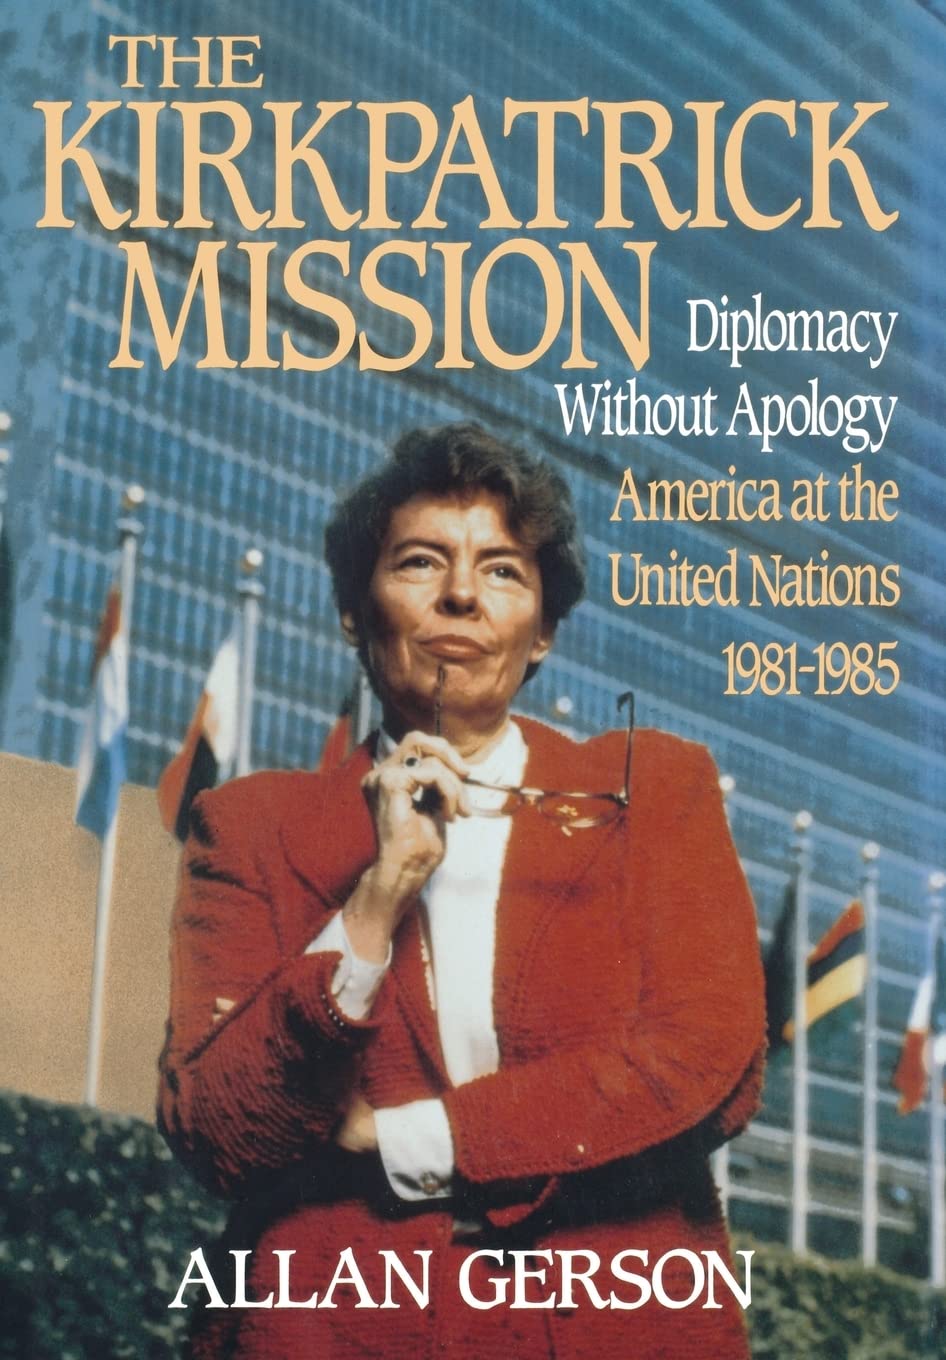 THE
KIRKPATRICK
MISSION
Diplomacy
Without Apology
America at the
United Nations
1981-1985
ALLAN GERSON